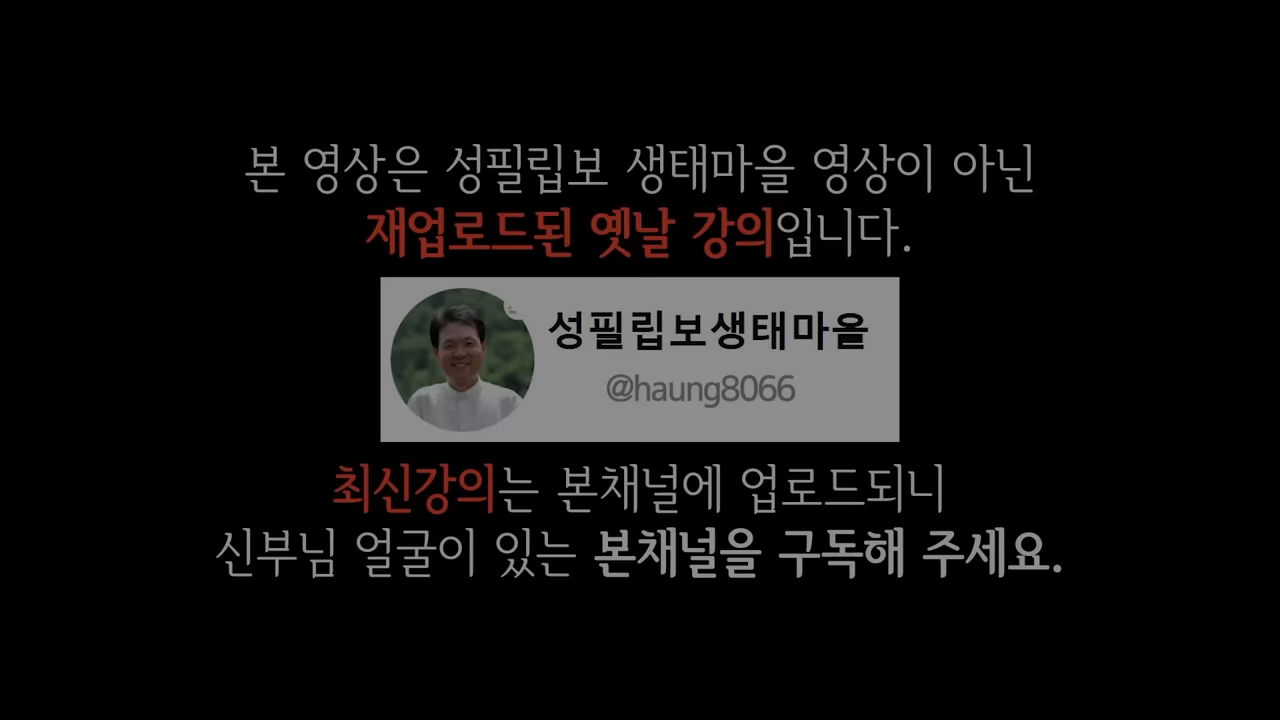 본 영상은 성필립보 생태마을 영상이 아닌
재업로드된 옛날 강의입니다.
성필립보생태마을
@haung8066
최신강의는 본채널에 업로드되니
신부님 얼굴이 있는 본채널을 구독해 주세요.